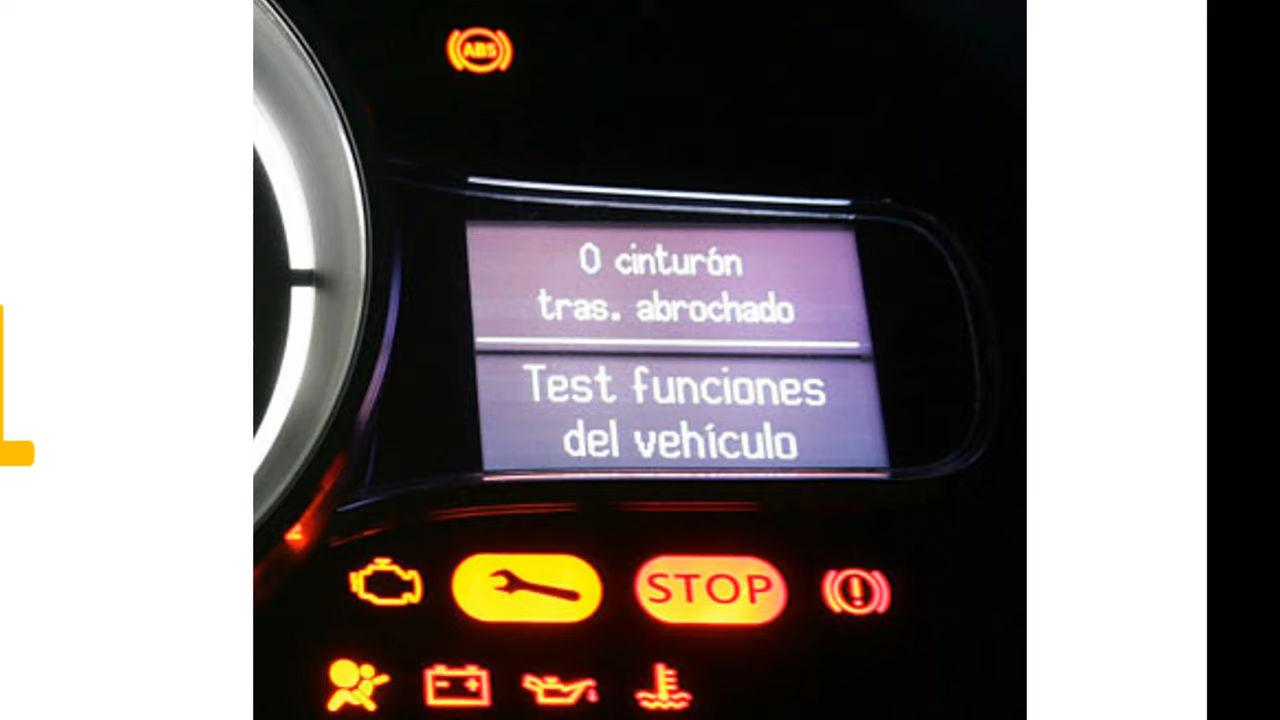 ABS
0 cinturón
tras. abrochado
Test funciones
del vehículo
STOP